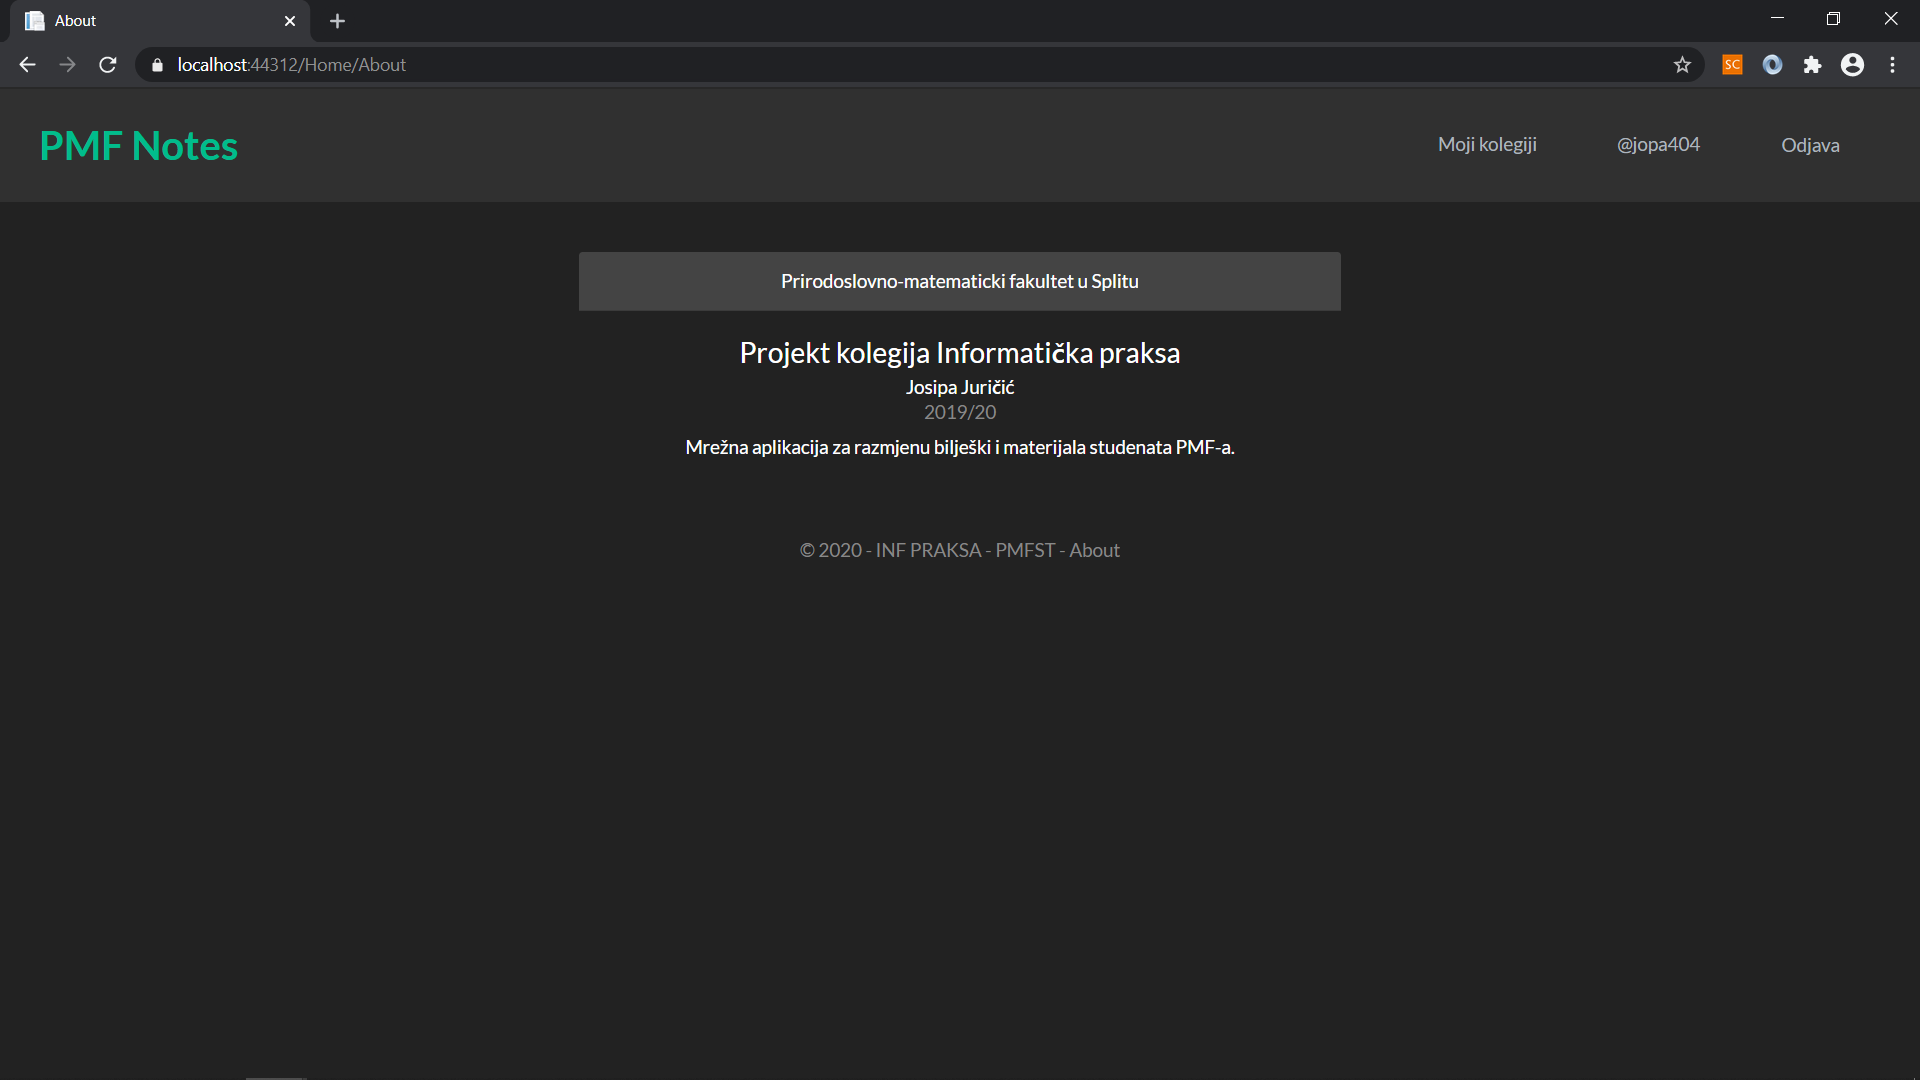 About
localhost:44312/Home/About
SC
PMF Notes
Moji kolegiji
@jopa404
Odjava
Prirodoslovno-matematicki fakultet u Splitu
Projekt kolegija Informatička praksa
Josipa Juričić
2019/20
Mrežna aplikacija za razmjenu bilješki i materijala studenata PMF-a.
© 2020 - INF PRAKSA - PMFST - About